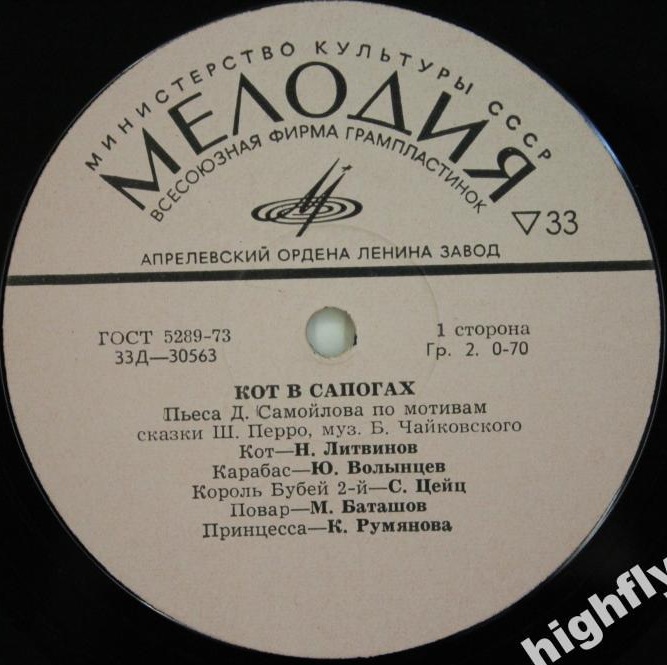 МИНИСТЕРСТВО КУЛЬТУРЫ СССР
МЕЛОДИЯ
ВСЕСОЮЗНАЯ ФИРМА ГРАМПЛАСТИНОК
▽33
АПРЕЛЕВСКИЙ ОРДЕНА ЛЕНИНА ЗАВОД
ГОСТ 5289-73
33Д—30563
1 сторона
Гр. 2. 0-70
КОТ В САПОГАХ
Пьеса Д. Самойлова по мотивам
сказки Ш. Перро, муз. Б. Чайковского
Кот—Н. Литвинов
Карабас—Ю. Волынцев
Король Бубей 2-й—С. Цейц
Повар—М. Баташов
Принцесса—К. Румянова
highfly